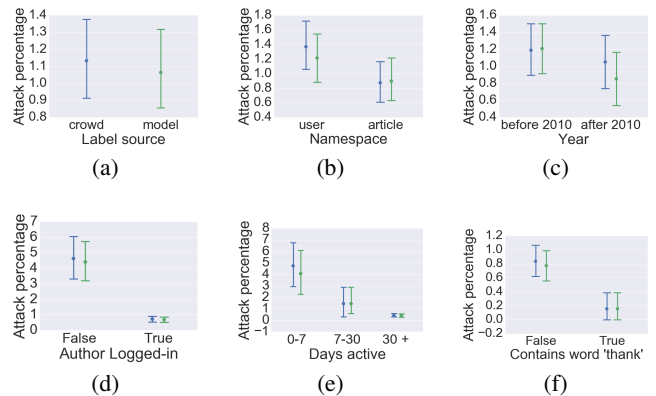 Attack percentage
1.4
1.3
1.2
1.1
1.0
0.9
0.8
crowd model
Label source
(a)
Attack percentage
1.8
1.6
1.4
1.2
1.0
0.8
0.6
0.4
user article
Namespace
(b)
Attack percentage
1.6
1.4
1.2
1.0
0.8
0.6
0.4
before 2010 after 2010
Year
(c)
Attack percentage
7
6
5
4
3
2
1
0
False True
Author Logged-in
(d)
Attack percentage
8
7
6
5
4
3
2
1
0
−1
0-7 7-30 30 +
Days active
(e)
Attack percentage
1.2
1.0
0.8
0.6
0.4
0.2
0.0
−0.2
False True
Contains word 'thank'
(f)